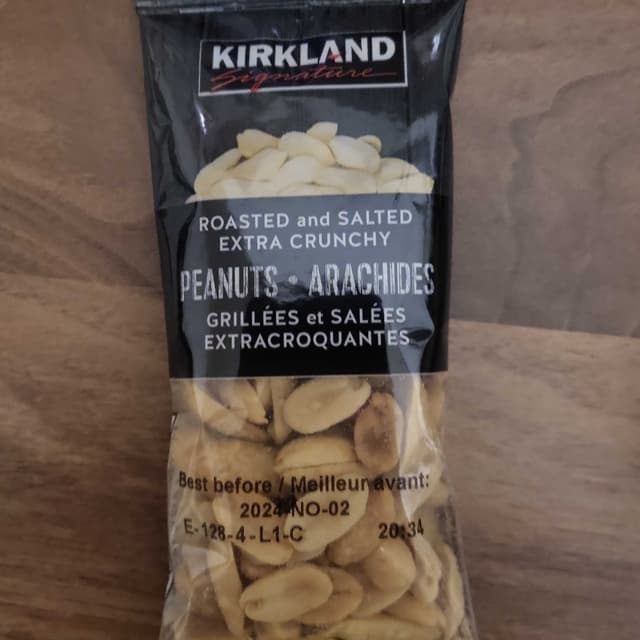 KIRKLAND
Signature
ROASTED and SALTED
EXTRA CRUNCHY
PEANUTS • ARACHIDES
GRILLÉES et SALÉES
EXTRACROQUANTES
Best before / Meilleur avant:
2024-NO-02
E-128-4-L1-C 20:34